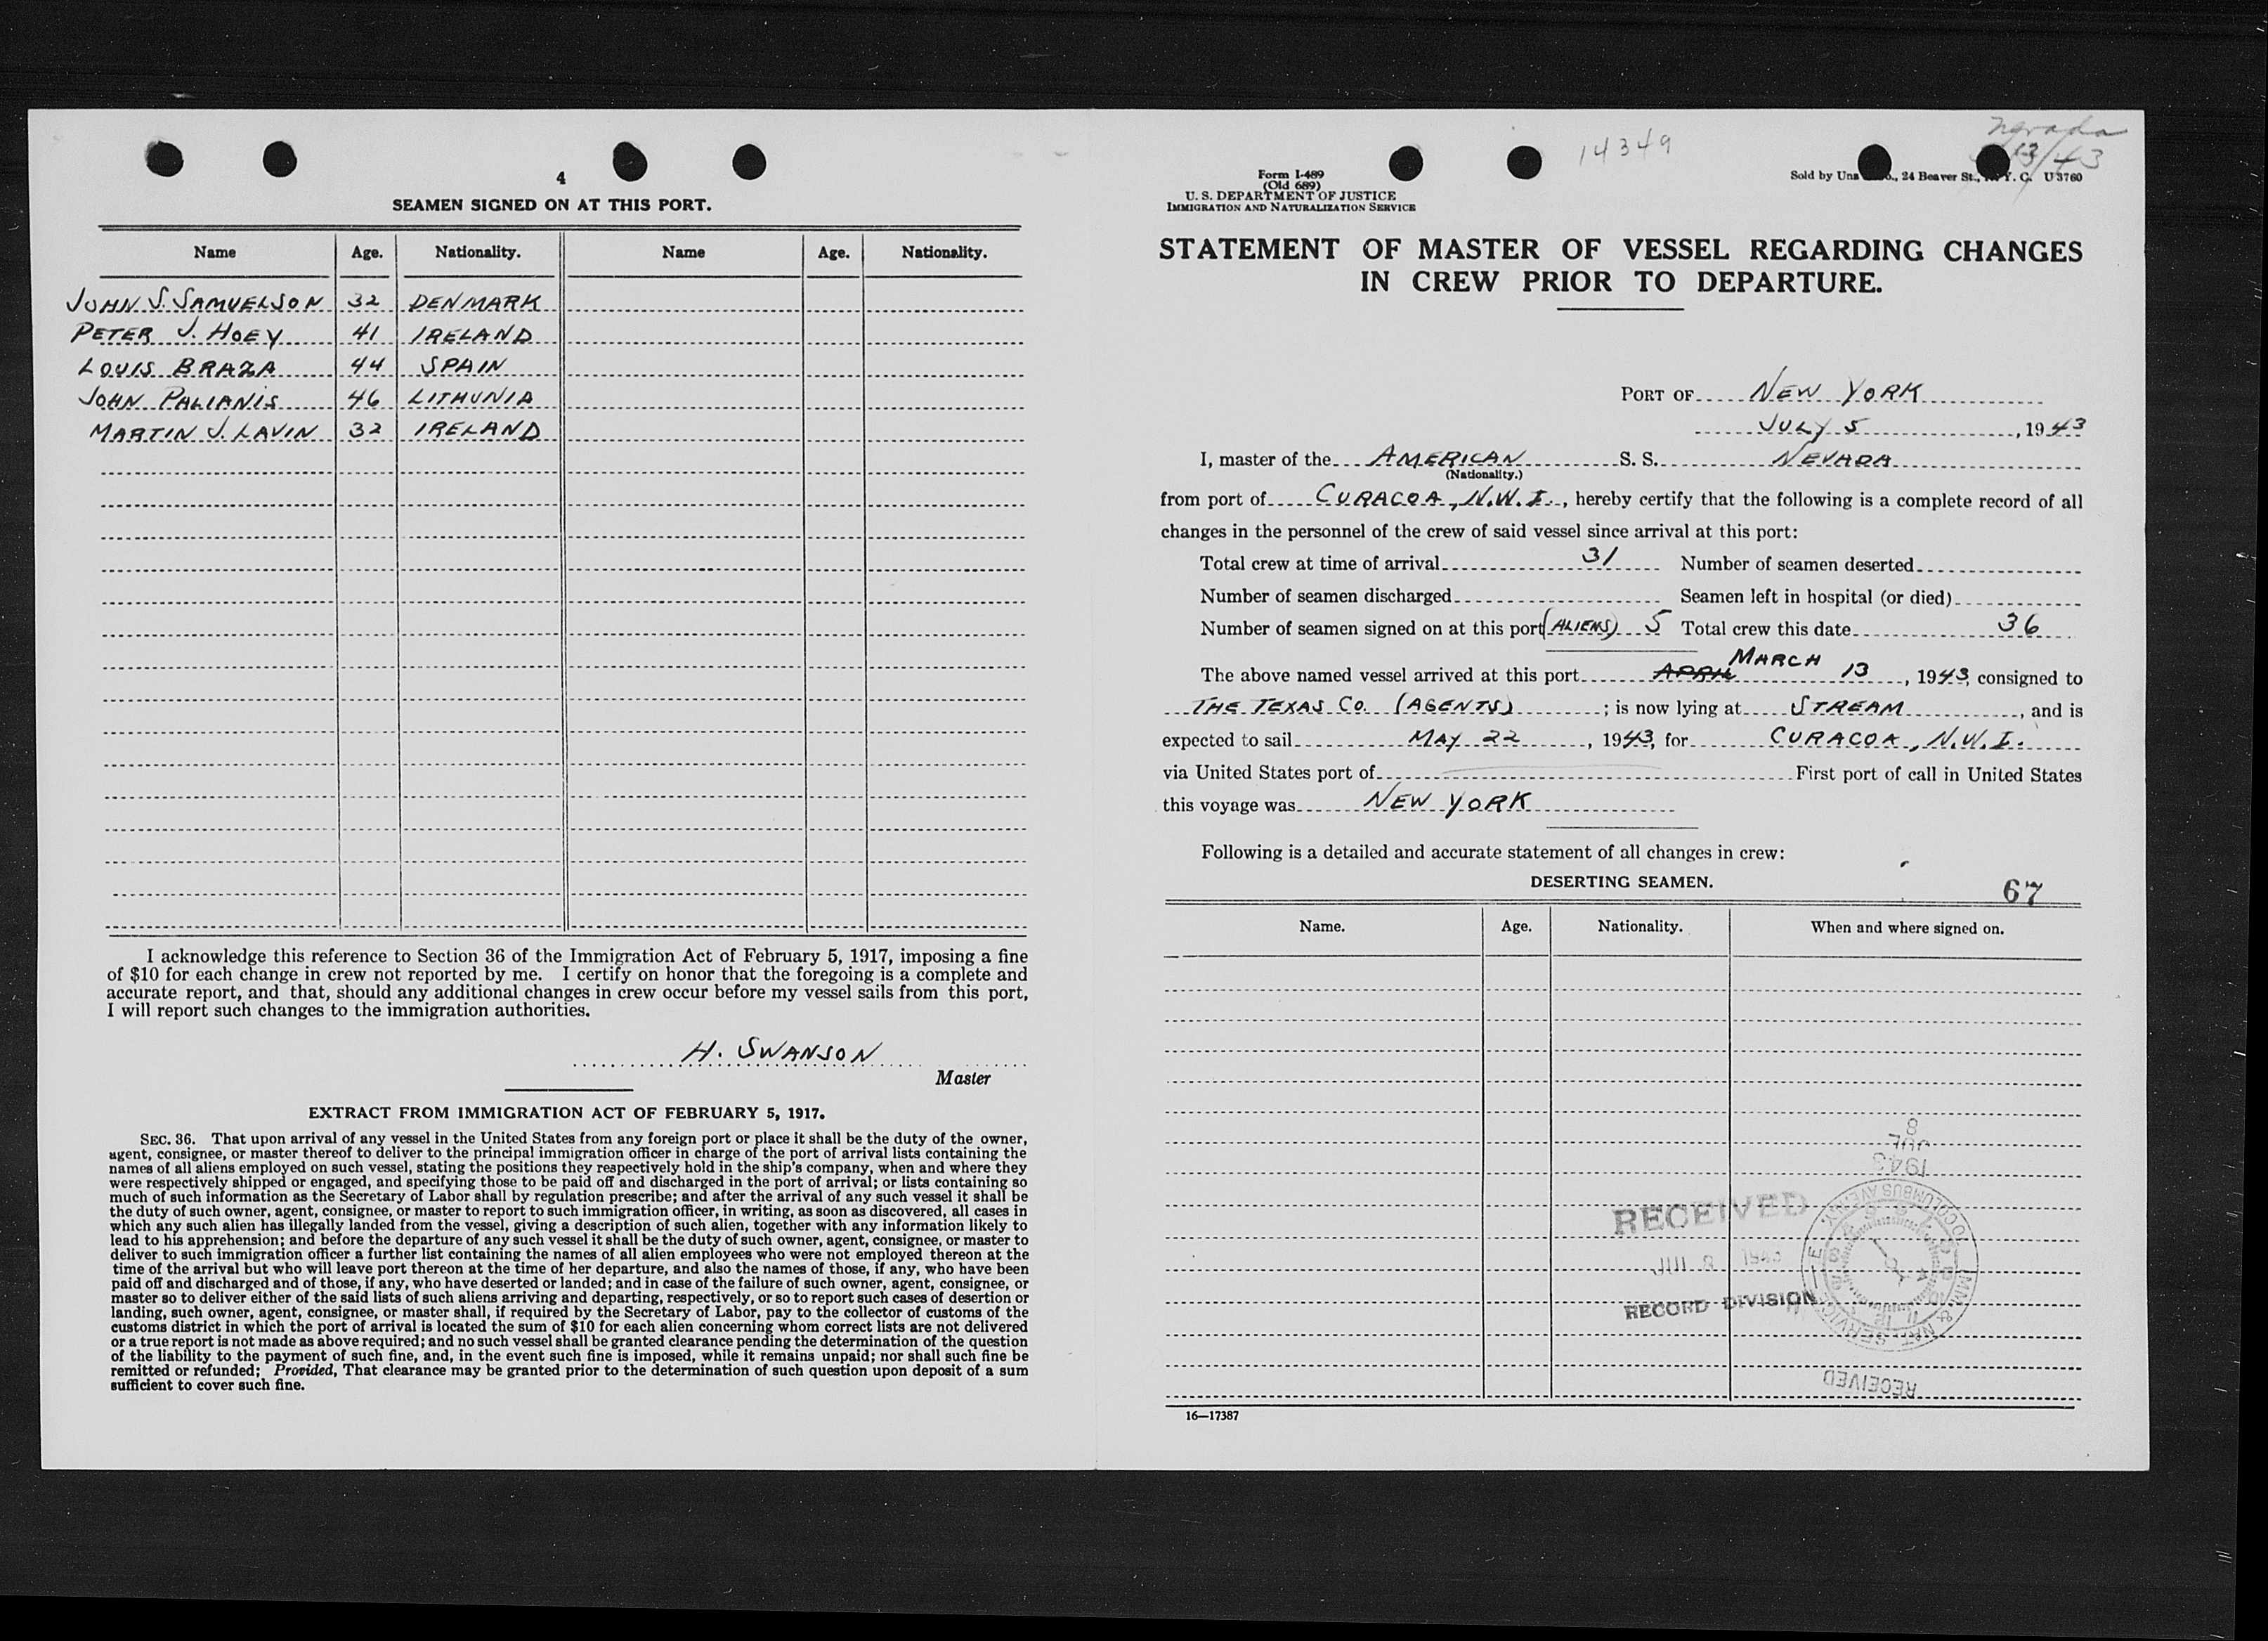 4
SEAMEN SIGNED ON AT THIS PORT.
Name Age. Nationality. Name Age. Nationality.
JOHN S. SAMUELSON 32 DENMARK
PETER J. HOEY 41 IRELAND
LOUIS BRAZA 44 SPAIN
JOHN PALIANIS 46 LITHUNIA
MARTIN J. LAVIN 32 IRELAND
I acknowledge this reference to Section 36 of the Immigration Act of February 5, 1917, imposing a fine
of $10 for each change in crew not reported by me. I certify on honor that the foregoing is a complete and
accurate report, and that, should any additional changes in crew occur before my vessel sails from this port,
I will report such changes to the immigration authorities.
H. SWANSON
Master
EXTRACT FROM IMMIGRATION ACT OF FEBRUARY 5, 1917.
SEC. 36. That upon arrival of any vessel in the United States from any foreign port or place it shall be the duty of the owner,
agent, consignee, or master thereof to deliver to the principal immigration officer in charge of the port of arrival lists containing the
names of all aliens employed on such vessel, stating the positions they respectively hold in the ship's company, when and where they
were respectively shipped or engaged, and specifying those to be paid off and discharged in the port of arrival; or lists containing so
much of such information as the Secretary of Labor shall by regulation prescribe; and after the arrival of any such vessel it shall be
the duty of such owner, agent, consignee, or master to report to such immigration officer, in writing, as soon as discovered, all cases in
which any such alien has illegally landed from the vessel, giving a description of such alien, together with any information likely to
lead to his apprehension; and before the departure of any such vessel it shall be the duty of such owner, agent, consignee, or master to
deliver to such immigration officer a further list containing the names of all alien employees who were not employed thereon at the
time of the arrival but who will leave port thereon at the time of her departure, and also the names of those, if any, who have been
paid off and discharged and of those, if any, who have deserted or landed; and in case of the failure of such owner, agent, consignee, or
master so to deliver either of the said lists of such aliens arriving and departing, respectively, or so to report such cases of desertion or
landing, such owner, agent, consignee, or master shall, if required by the Secretary of Labor, pay to the collector of customs of the
customs district in which the port of arrival is located the sum of $10 for each alien concerning whom correct lists are not delivered
or a true report is not made as above required; and no such vessel shall be granted clearance pending the determination of the question
of the liability to the payment of such fine, and, in the event such fine is imposed, while it remains unpaid; nor shall such fine be
remitted or refunded; Provided, That clearance may be granted prior to the determination of such question upon deposit of a sum
sufficient to cover such fine.
14349
Nevada
13/43
Form I-489
(Old 689)
U. S. DEPARTMENT OF JUSTICE
IMMIGRATION AND NATURALIZATION SERVICE
Sold by 24 Beaver St., Y. C. U 3760
STATEMENT OF MASTER OF VESSEL REGARDING CHANGES
IN CREW PRIOR TO DEPARTURE.
PORT OF NEW YORK
JULY 5, 1943
I, master of the AMERICAN S. S. NEVADA
(Nationality.)
from port of CURACOA, N.W.I., hereby certify that the following is a complete record of all
changes in the personnel of the crew of said vessel since arrival at this port:
Total crew at time of arrival 31 Number of seamen deserted
Number of seamen discharged Seamen left in hospital (or died)
Number of seamen signed on at this port (ALIENS) 5 Total crew this date 36
The above named vessel arrived at this port APRIL MARCH 13, 1943, consigned to
THE TEXAS CO. (AGENTS); is now lying at STREAM, and is
expected to sail MAY 22, 1943, for CURACOA, N.W.I.
via United States port of First port of call in United States
this voyage was NEW YORK
Following is a detailed and accurate statement of all changes in crew:
DESERTING SEAMEN.
67
Name. Age. Nationality. When and where signed on.
8
JUL
1943
RECEIVED
JUL 8 1943
RECORD DIVISION
RECEIVED
16—17387